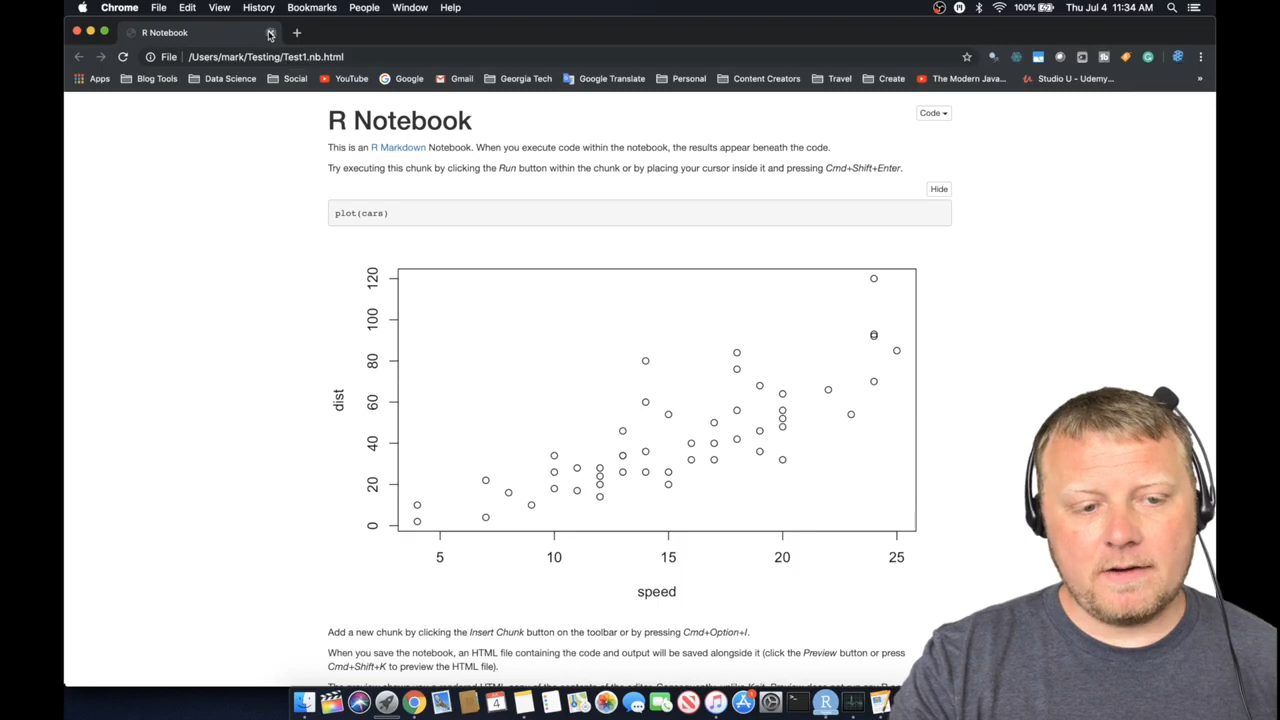 Chrome File Edit View History Bookmarks People Window Help 100% Thu Jul 4 11:34 AM
R Notebook
File /Users/mark/Testing/Test1.nb.html
Apps Blog Tools Data Science Social YouTube Google Gmail Georgia Tech Google Translate Personal Content Creators Travel Create The Modern Java... Studio U - Udemy... »
R Notebook
Code
This is an R Markdown Notebook. When you execute code within the notebook, the results appear beneath the code.
Try executing this chunk by clicking the Run button within the chunk or by placing your cursor inside it and pressing Cmd+Shift+Enter.
Hide
plot(cars)
120
100
80
60
40
20
0
dist
5 10 15 20 25
speed
Add a new chunk by clicking the Insert Chunk button on the toolbar or by pressing Cmd+Option+I.
When you save the notebook, an HTML file containing the code and output will be saved alongside it (click the Preview button or press
Cmd+Shift+K to preview the HTML file).